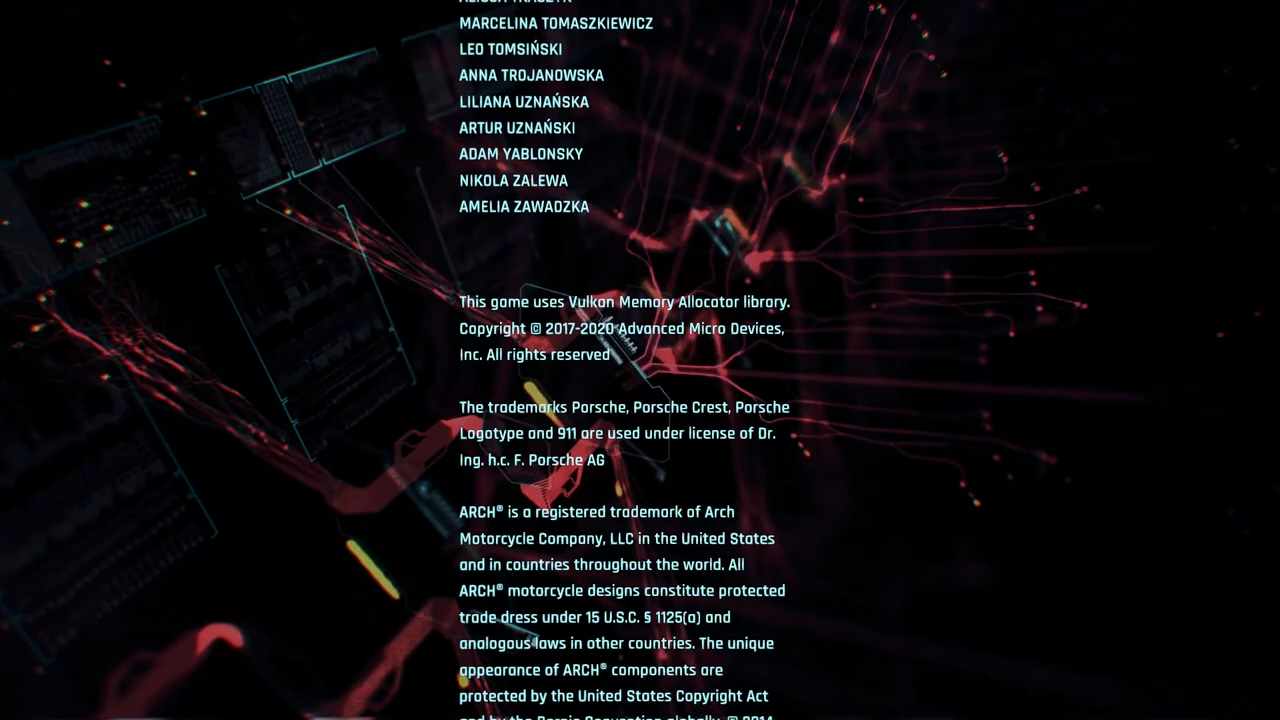 MARCELINA TOMASZKIEWICZ
LEO TOMSIŃSKI
ANNA TROJANOWSKA
LILIANA UZNAŃSKA
ARTUR UZNAŃSKI
ADAM YABLONSKY
NIKOLA ZALEWA
AMELIA ZAWADZKA
This game uses Vulkan Memory Allocator library.
Copyright © 2017-2020 Advanced Micro Devices,
Inc. All rights reserved
The trademarks Porsche, Porsche Crest, Porsche
Logotype and 911 are used under license of Dr.
Ing. h.c. F. Porsche AG
ARCH® is a registered trademark of Arch
Motorcycle Company, LLC in the United States
and in countries throughout the world. All
ARCH® motorcycle designs constitute protected
trade dress under 15 U.S.C. § 1125(a) and
analogous laws in other countries. The unique
appearance of ARCH® components are
protected by the United States Copyright Act